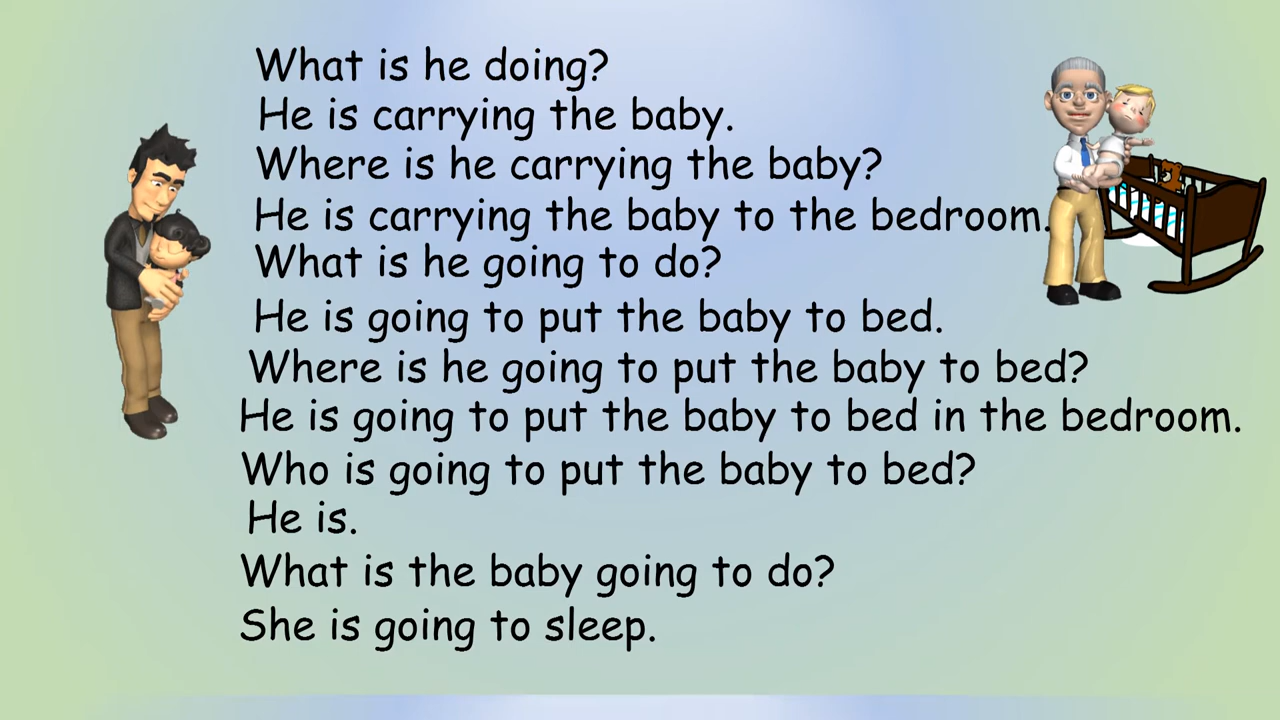 What is he doing?
He is carrying the baby.
Where is he carrying the baby?
He is carrying the baby to the bedroom.
What is he going to do?
He is going to put the baby to bed.
Where is he going to put the baby to bed?
He is going to put the baby to bed in the bedroom.
Who is going to put the baby to bed?
He is.
What is the baby going to do?
She is going to sleep.